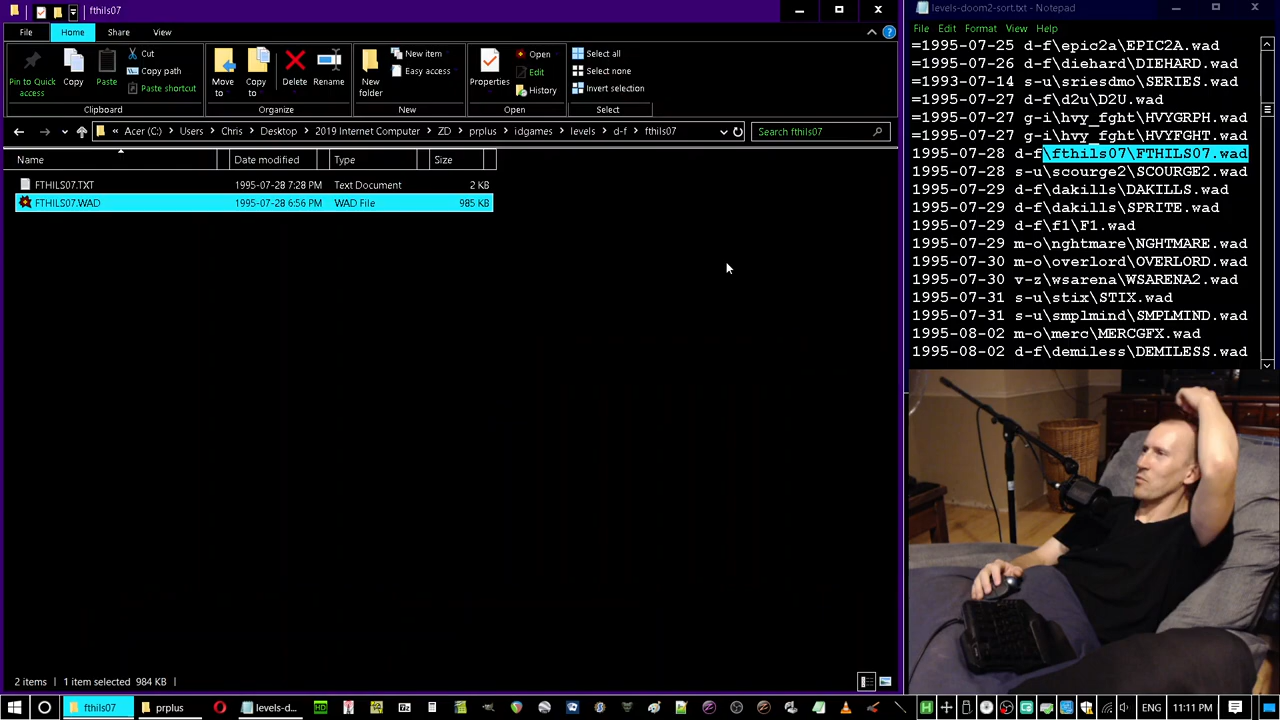 fthils07
File
Home
Share
View
Pin to Quick access
Copy
Paste
Cut
Copy path
Paste shortcut
Clipboard
Move to
Copy to
Delete
Rename
Organize
New folder
New item
Easy access
New
Properties
Open
Edit
History
Open
Select all
Select none
Invert selection
Select
« Acer (C:) > Users > Chris > Desktop > 2019 Internet Computer > ZD > prplus > idgames > levels > d-f > fthils07
Search fthils07
Name Date modified Type Size
FTHILS07.TXT 1995-07-28 7:28 PM Text Document 2 KB
FTHILS07.WAD 1995-07-28 6:56 PM WAD File 985 KB
2 items 1 item selected 984 KB
levels-doom2-sort.txt - Notepad
File Edit Format View Help
=1995-07-25 d-f\epic2a\EPIC2A.wad
=1995-07-26 d-f\diehard\DIEHARD.wad
=1993-07-14 s-u\sriesdmo\SERIES.wad
=1995-07-27 d-f\d2u\D2U.wad
=1995-07-27 g-i\hvy_fght\HVYGRPH.wad
=1995-07-27 g-i\hvy_fght\HVYFGHT.wad
1995-07-28 d-f\fthils07\FTHILS07.wad
1995-07-28 s-u\scourge2\SCOURGE2.wad
1995-07-29 d-f\dakills\DAKILLS.wad
1995-07-29 d-f\dakills\SPRITE.wad
1995-07-29 d-f\f1\F1.wad
1995-07-29 m-o\nghtmare\NGHTMARE.wad
1995-07-30 m-o\overlord\OVERLORD.wad
1995-07-30 v-z\wsarena\WSARENA2.wad
1995-07-31 s-u\stix\STIX.wad
1995-07-31 s-u\smplmind\SMPLMIND.wad
1995-08-02 m-o\merc\MERCGFX.wad
1995-08-02 d-f\demiless\DEMILESS.wad
fthils07
prplus
levels-d...
ENG
11:11 PM